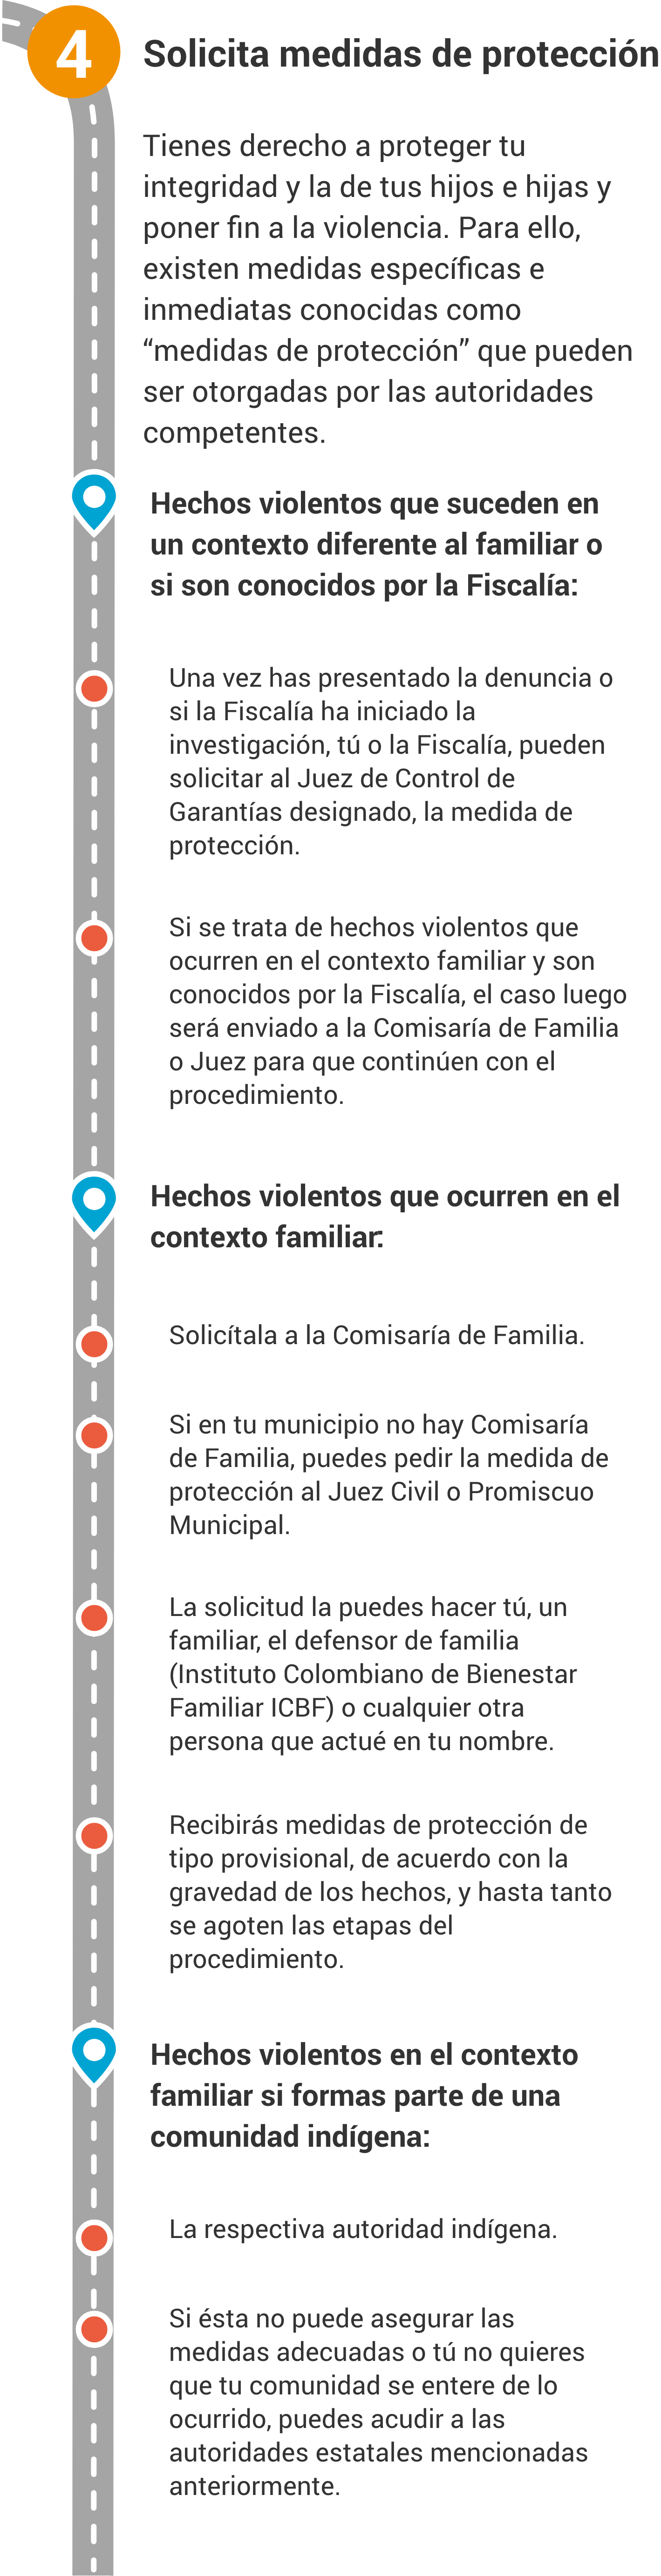 4
Solicita medidas de protección
Tienes derecho a proteger tu
integridad y la de tus hijos e hijas y
poner fin a la violencia. Para ello,
existen medidas específicas e
inmediatas conocidas como
“medidas de protección” que pueden
ser otorgadas por las autoridades
competentes.
Hechos violentos que suceden en
un contexto diferente al familiar o
si son conocidos por la Fiscalía:
Una vez has presentado la denuncia o
si la Fiscalía ha iniciado la
investigación, tú o la Fiscalía, pueden
solicitar al Juez de Control de
Garantías designado, la medida de
protección.
Si se trata de hechos violentos que
ocurren en el contexto familiar y son
conocidos por la Fiscalía, el caso luego
será enviado a la Comisaría de Familia
o Juez para que continúen con el
procedimiento.
Hechos violentos que ocurren en el
contexto familiar:
Solicítala a la Comisaría de Familia.
Si en tu municipio no hay Comisaría
de Familia, puedes pedir la medida de
protección al Juez Civil o Promiscuo
Municipal.
La solicitud la puedes hacer tú, un
familiar, el defensor de familia
(Instituto Colombiano de Bienestar
Familiar ICBF) o cualquier otra
persona que actué en tu nombre.
Recibirás medidas de protección de
tipo provisional, de acuerdo con la
gravedad de los hechos, y hasta tanto
se agoten las etapas del
procedimiento.
Hechos violentos en el contexto
familiar si formas parte de una
comunidad indígena:
La respectiva autoridad indígena.
Si ésta no puede asegurar las
medidas adecuadas o tú no quieres
que tu comunidad se entere de lo
ocurrido, puedes acudir a las
autoridades estatales mencionadas
anteriormente.